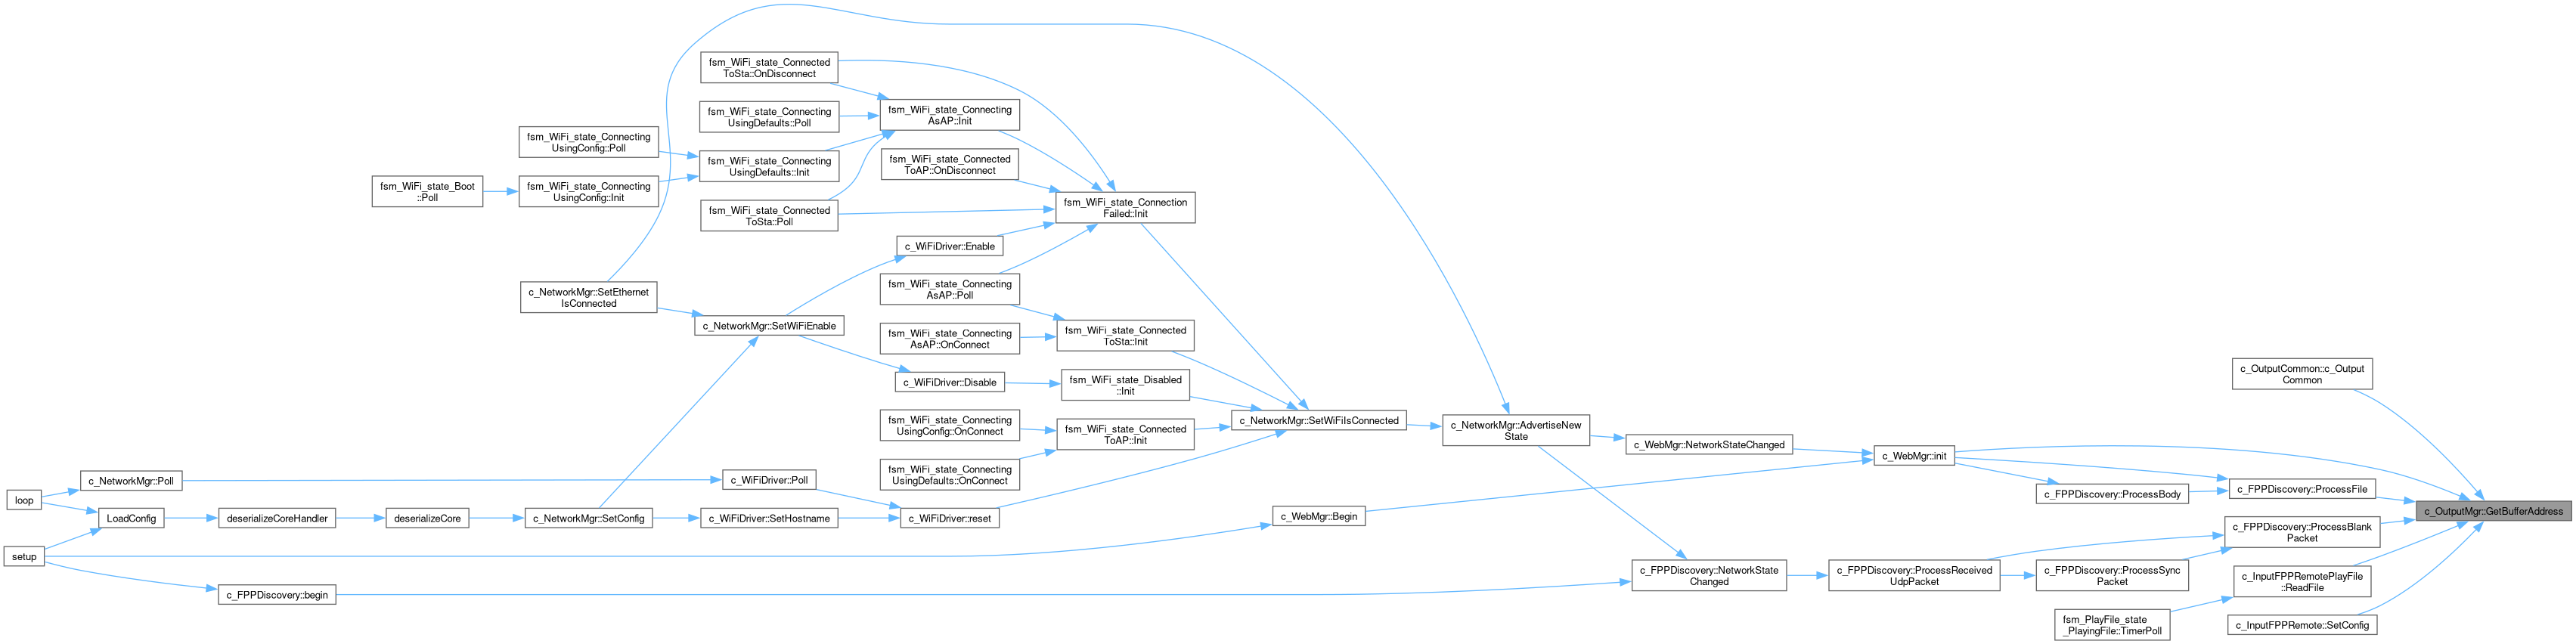 fsm_WiFi_state_Connected
ToSta::OnDisconnect
fsm_WiFi_state_Connecting
UsingDefaults::Poll
fsm_WiFi_state_Connecting
AsAP::Init
fsm_WiFi_state_Connecting
UsingConfig::Poll
fsm_WiFi_state_Connecting
UsingDefaults::Init
fsm_WiFi_state_Connected
ToAP::OnDisconnect
fsm_WiFi_state_Boot
::Poll
fsm_WiFi_state_Connecting
UsingConfig::Init
fsm_WiFi_state_Connected
ToSta::Poll
fsm_WiFi_state_Connection
Failed::Init
c_WiFiDriver::Enable
c_NetworkMgr::SetEthernet
IsConnected
fsm_WiFi_state_Connecting
AsAP::Poll
c_NetworkMgr::SetWiFiEnable
fsm_WiFi_state_Connecting
AsAP::OnConnect
fsm_WiFi_state_Connected
ToSta::Init
c_WiFiDriver::Disable
fsm_WiFi_state_Disabled
::Init
c_OutputCommon::c_Output
Common
fsm_WiFi_state_Connecting
UsingConfig::OnConnect
fsm_WiFi_state_Connected
ToAP::Init
c_NetworkMgr::SetWiFiIsConnected
c_NetworkMgr::AdvertiseNew
State
c_WebMgr::NetworkStateChanged
c_WebMgr::init
fsm_WiFi_state_Connecting
UsingDefaults::OnConnect
c_NetworkMgr::Poll
c_WiFiDriver::Poll
loop
c_FPPDiscovery::ProcessBody
c_FPPDiscovery::ProcessFile
c_OutputMgr::GetBufferAddress
LoadConfig
deserializeCoreHandler
deserializeCore
c_NetworkMgr::SetConfig
c_WiFiDriver::SetHostname
c_WiFiDriver::reset
c_WebMgr::Begin
c_FPPDiscovery::ProcessBlank
Packet
setup
c_FPPDiscovery::NetworkState
Changed
c_FPPDiscovery::ProcessReceived
UdpPacket
c_FPPDiscovery::ProcessSync
Packet
c_InputFPPRemotePlayFile
::ReadFile
c_FPPDiscovery::begin
fsm_PlayFile_state
_PlayingFile::TimerPoll
c_InputFPPRemote::SetConfig